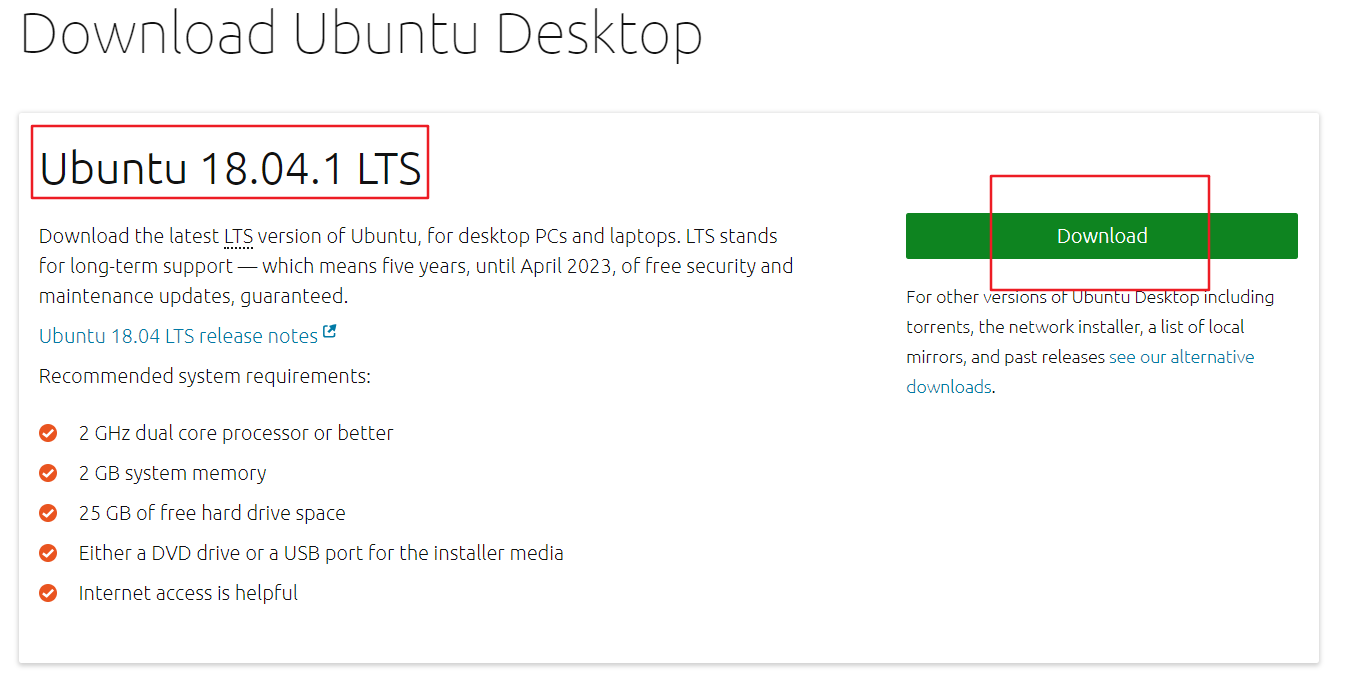 Download Ubuntu Desktop
Ubuntu 18.04.1 LTS
Download the latest LTS version of Ubuntu, for desktop PCs and laptops. LTS stands
for long-term support — which means five years, until April 2023, of free security and
maintenance updates, guaranteed.
Ubuntu 18.04 LTS release notes
Recommended system requirements:
2 GHz dual core processor or better
2 GB system memory
25 GB of free hard drive space
Either a DVD drive or a USB port for the installer media
Internet access is helpful
Download
For other versions of Ubuntu Desktop including
torrents, the network installer, a list of local
mirrors, and past releases see our alternative
downloads.